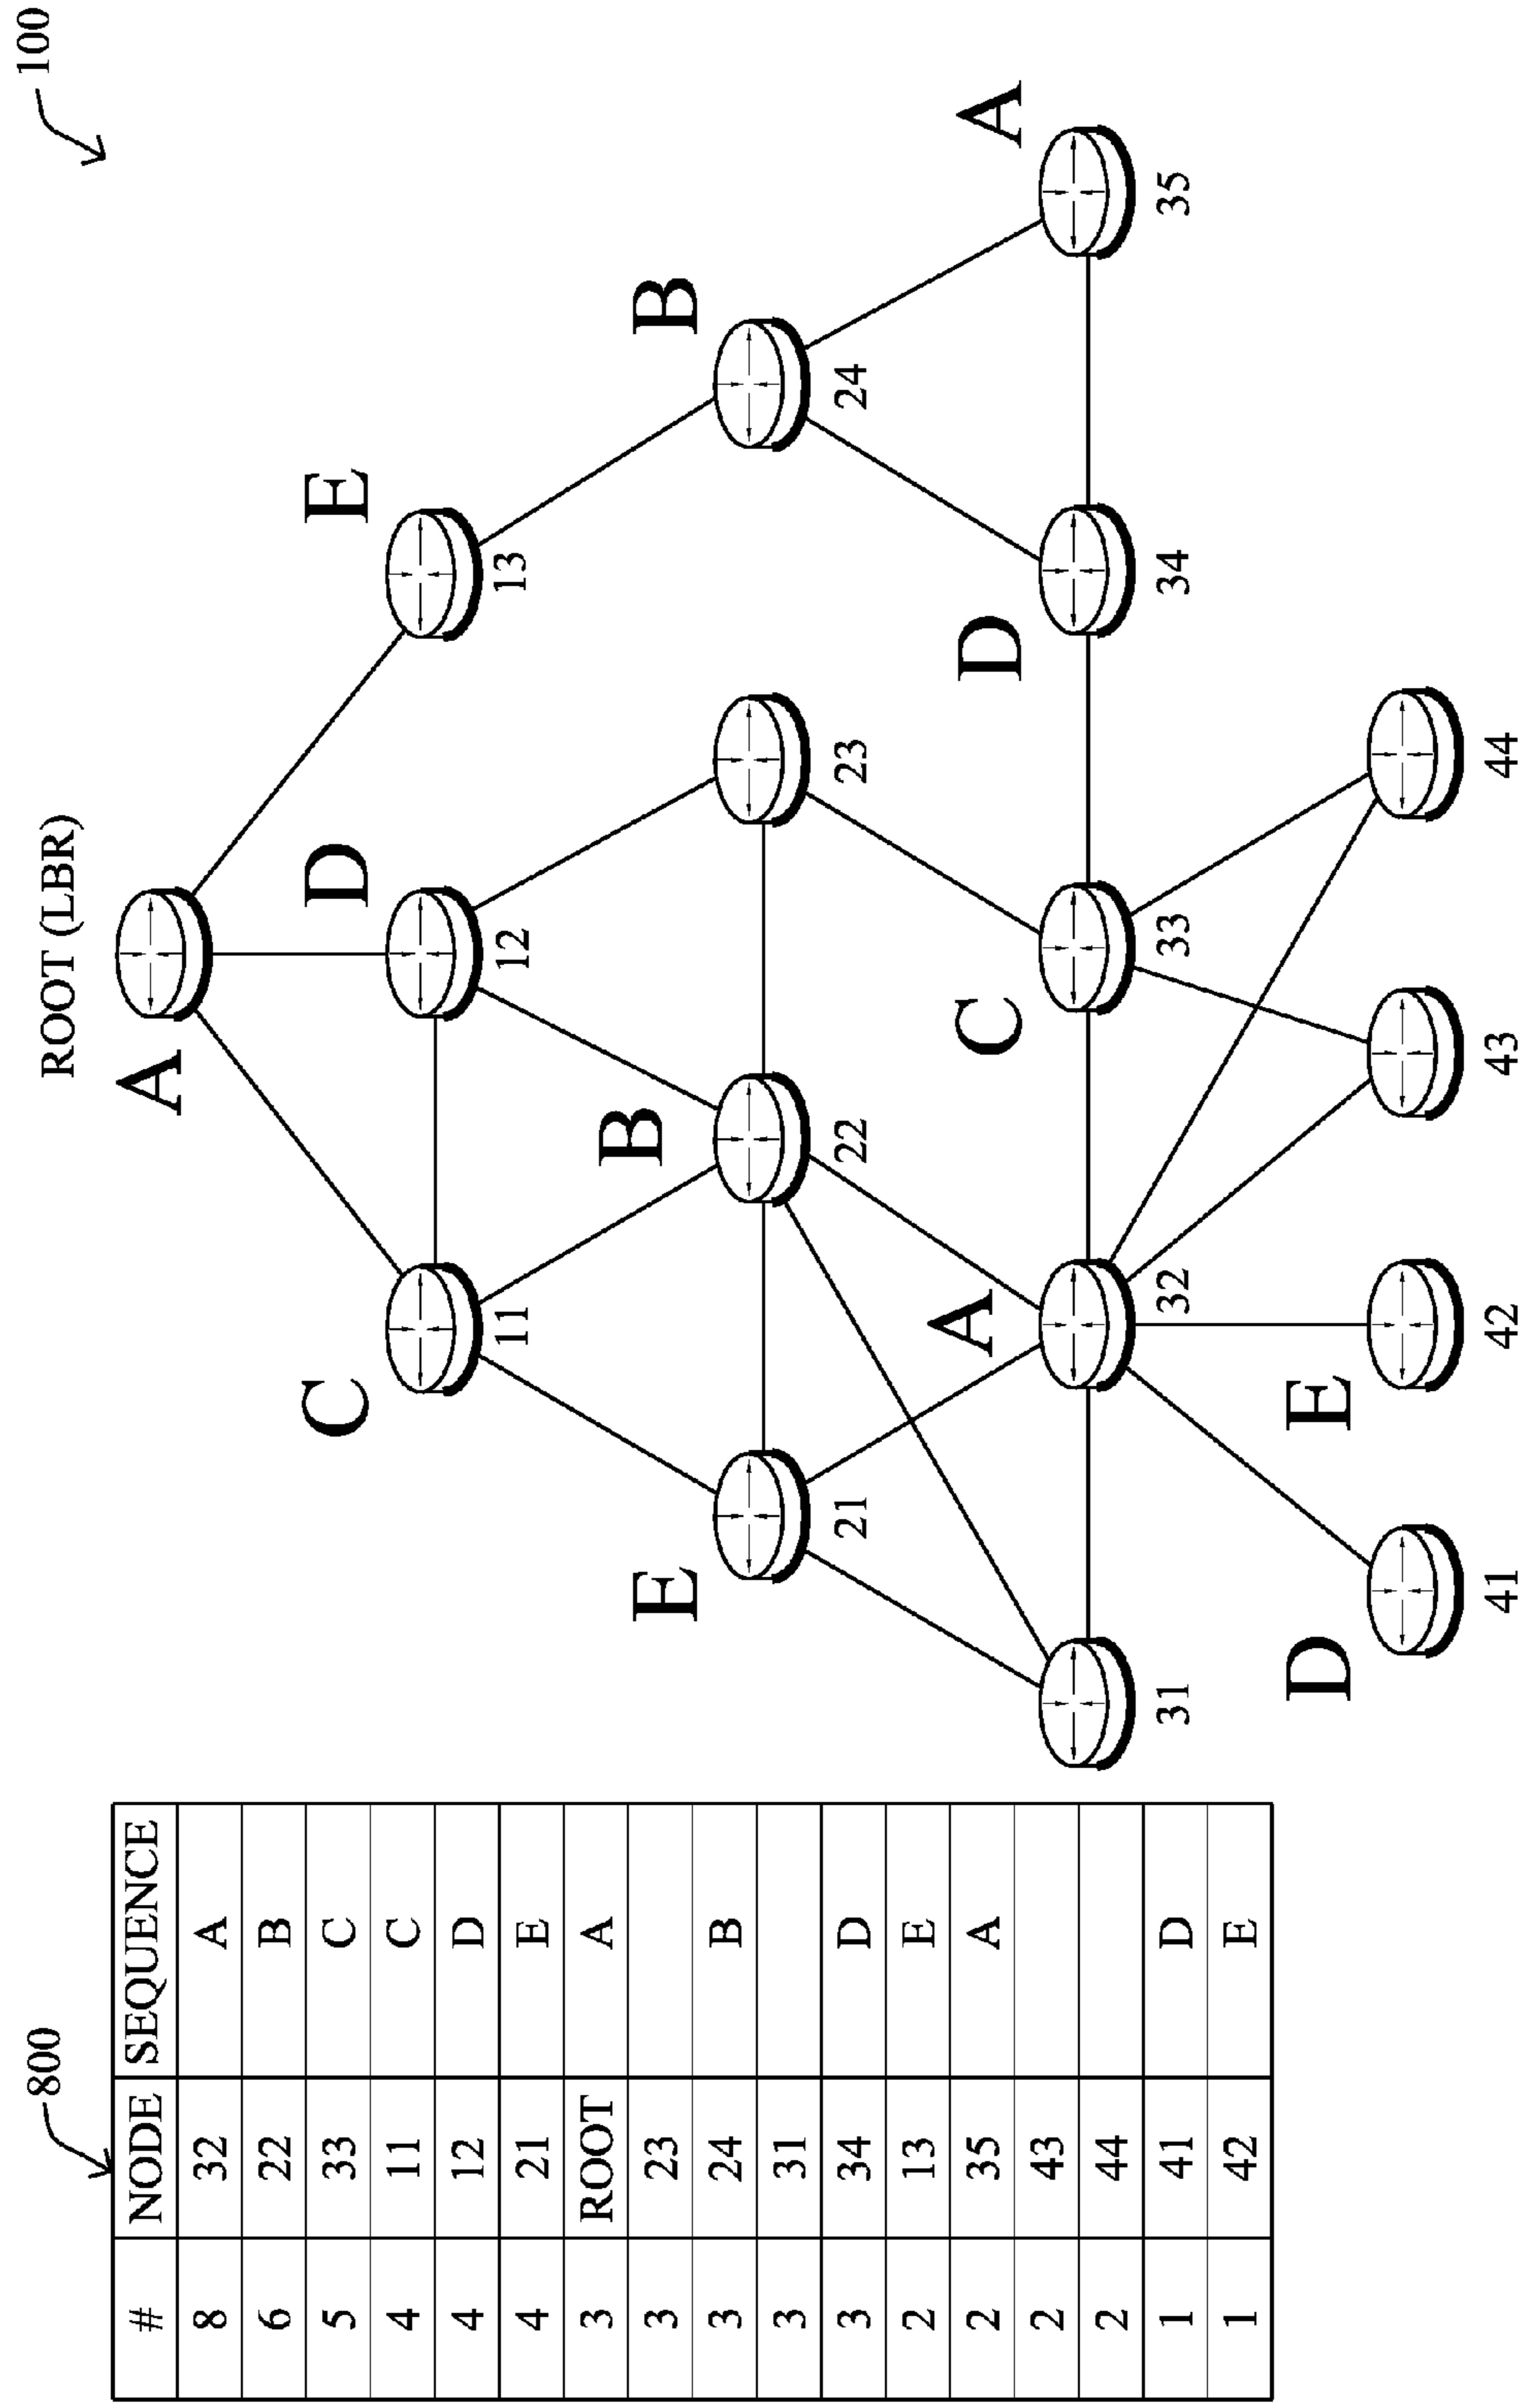 800
# NODE SEQUENCE
8 32 A
6 22 B
5 33 C
4 11 C
4 12 D
4 21 E
3 ROOT A
3 23
3 24 B
3 31
3 34 D
2 13 E
2 35 A
2 43
2 44
1 41 D
1 42 E
100
ROOT (LBR)
A
C
11
D
12
E
13
E
21
B
22
23
B
24
31
A
32
C
33
D
34
A
35
D
41
E
42
43
44